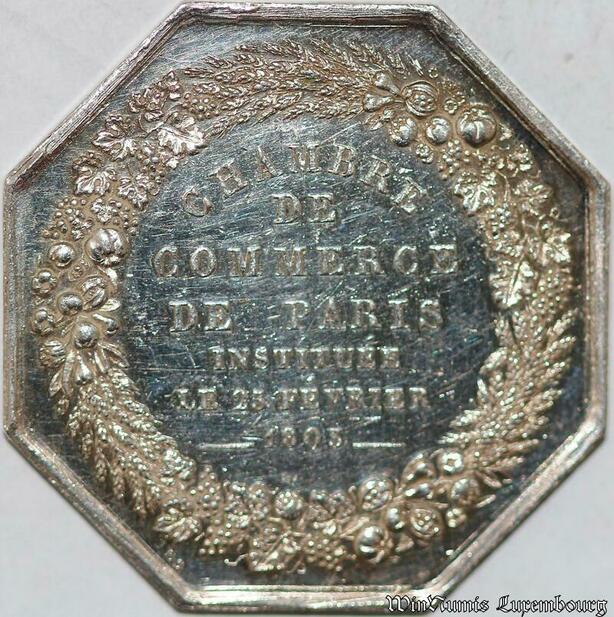 CHAMBRE
DE
COMMERCE
DE PARIS
INSTITUÉE
LE 25 FÉVRIER
1803
WinNumis Luxembourg